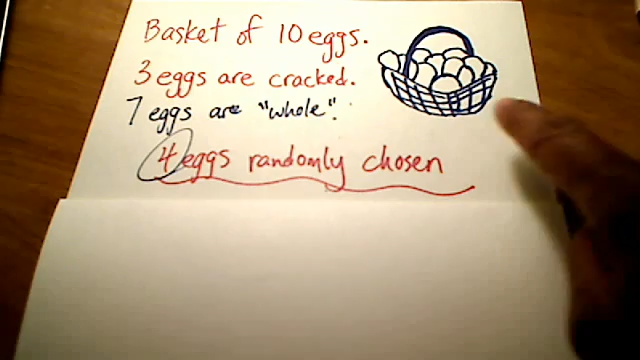 Basket of 10 eggs.
3 eggs are cracked.
7 eggs are "whole".
4 eggs randomly chosen